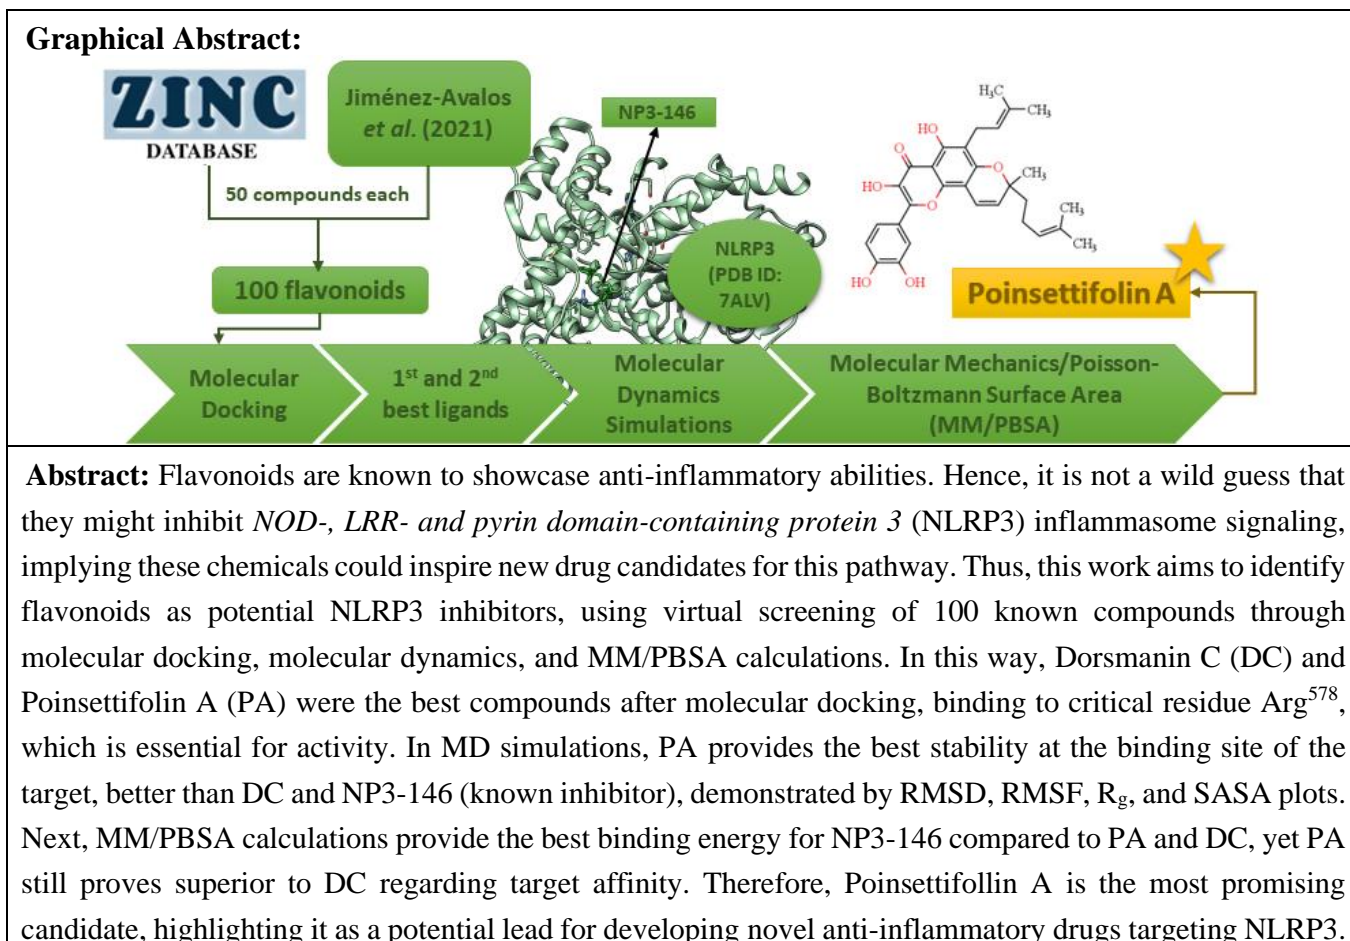 Graphical Abstract:
ZINC
DATABASE
Jiménez-Avalos
et al. (2021)
NP3-146
50 compounds each
100 flavonoids
NLRP3
(PDB ID:
7ALV)
H₃C
CH₃
HO
O
O
CH₃
HO
O
CH₃
CH₃
HO
OH
Poinsettifolin A
Molecular
Docking
1st and 2nd
best ligands
Molecular
Dynamics
Simulations
Molecular Mechanics/Poisson-
Boltzmann Surface Area
(MM/PBSA)
Abstract: Flavonoids are known to showcase anti-inflammatory abilities. Hence, it is not a wild guess that
they might inhibit NOD-, LRR- and pyrin domain-containing protein 3 (NLRP3) inflammasome signaling,
implying these chemicals could inspire new drug candidates for this pathway. Thus, this work aims to identify
flavonoids as potential NLRP3 inhibitors, using virtual screening of 100 known compounds through
molecular docking, molecular dynamics, and MM/PBSA calculations. In this way, Dorsmanin C (DC) and
Poinsettifolin A (PA) were the best compounds after molecular docking, binding to critical residue Arg⁵⁷⁸,
which is essential for activity. In MD simulations, PA provides the best stability at the binding site of the
target, better than DC and NP3-146 (known inhibitor), demonstrated by RMSD, RMSF, Rg, and SASA plots.
Next, MM/PBSA calculations provide the best binding energy for NP3-146 compared to PA and DC, yet PA
still proves superior to DC regarding target affinity. Therefore, Poinsettifollin A is the most promising
candidate, highlighting it as a potential lead for developing novel anti-inflammatory drugs targeting NLRP3.